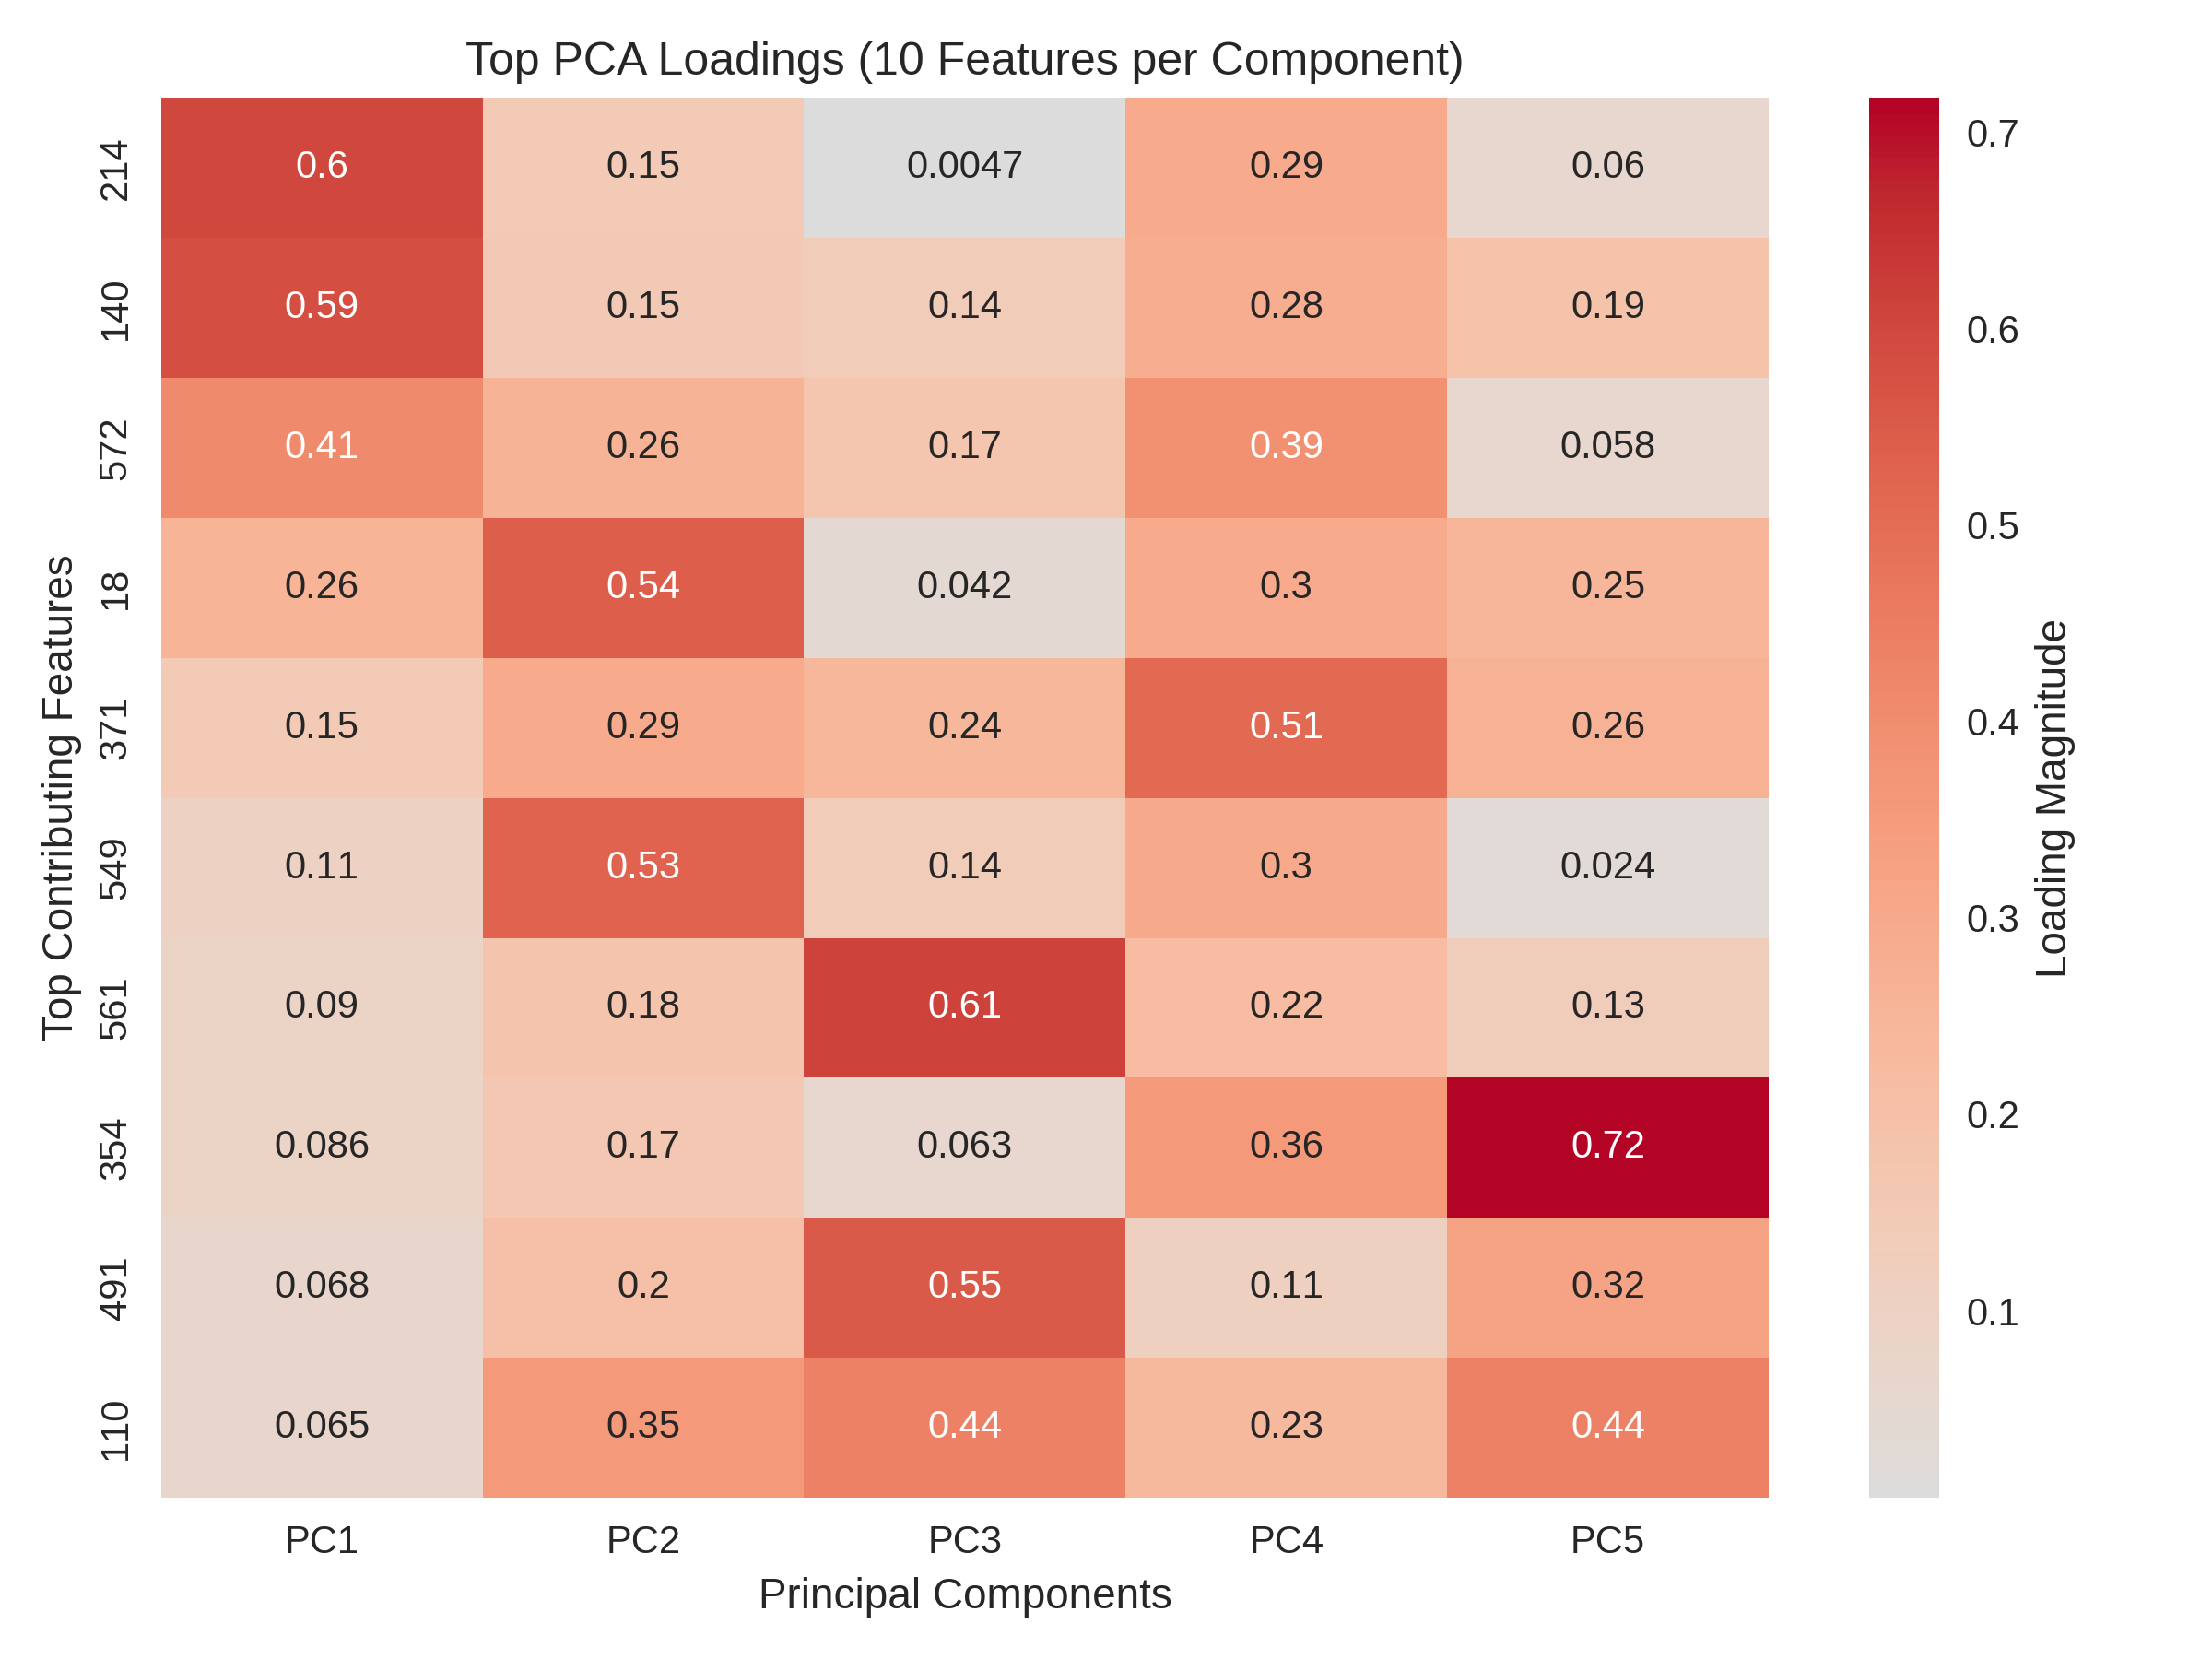 Top PCA Loadings (10 Features per Component)
214 0.6 0.15 0.0047 0.29 0.06
140 0.59 0.15 0.14 0.28 0.19
572 0.41 0.26 0.17 0.39 0.058
18 0.26 0.54 0.042 0.3 0.25
371 0.15 0.29 0.24 0.51 0.26
549 0.11 0.53 0.14 0.3 0.024
561 0.09 0.18 0.61 0.22 0.13
354 0.086 0.17 0.063 0.36 0.72
491 0.068 0.2 0.55 0.11 0.32
110 0.065 0.35 0.44 0.23 0.44
PC1 PC2 PC3 PC4 PC5
Principal Components
Top Contributing Features
0.7
0.6
0.5
0.4
0.3
0.2
0.1
Loading Magnitude